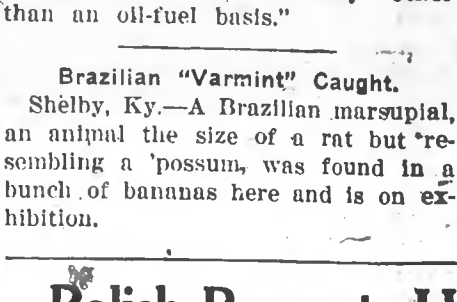 than an oil-fuel basis."
Brazilian "Varmint" Caught.
Shelby, Ky.—A Brazilian marsupial,
an animal the size of a rat but re-
sembling a 'possum, was found in a
bunch of bananas here and is on ex-
hibition.